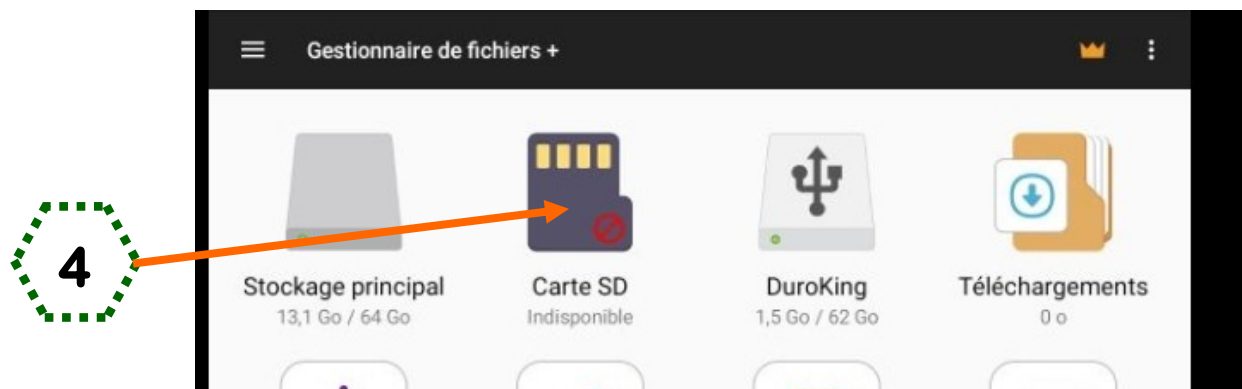 Gestionnaire de fichiers +
4
Stockage principal
13,1 Go / 64 Go
Carte SD
Indisponible
DuroKing
1,5 Go / 62 Go
Téléchargements
0 o